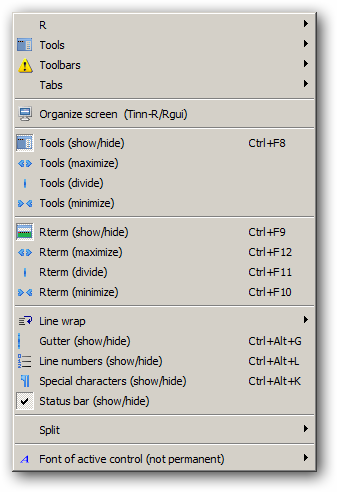 R
Tools
Toolbars
Tabs
Organize screen (Tinn-R/Rgui)
Tools (show/hide) Ctrl+F8
Tools (maximize)
Tools (divide)
Tools (minimize)
Rterm (show/hide) Ctrl+F9
Rterm (maximize) Ctrl+F12
Rterm (divide) Ctrl+F11
Rterm (minimize) Ctrl+F10
Line wrap
Gutter (show/hide) Ctrl+Alt+G
Line numbers (show/hide) Ctrl+Alt+L
Special characters (show/hide) Ctrl+Alt+K
Status bar (show/hide)
Split
Font of active control (not permanent)